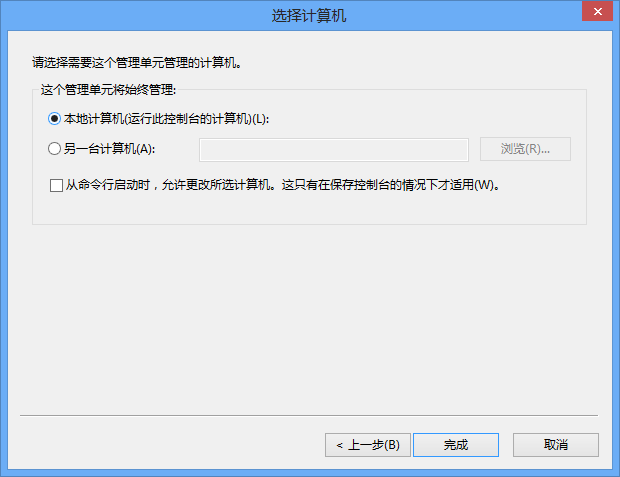 选择计算机
请选择需要这个管理单元管理的计算机。
这个管理单元将始终管理:
本地计算机(运行此控制台的计算机)(L):
另一台计算机(A):
浏览(R)...
从命令行启动时，允许更改所选计算机。这只有在保存控制台的情况下才适用(W)。
< 上一步(B)
完成
取消